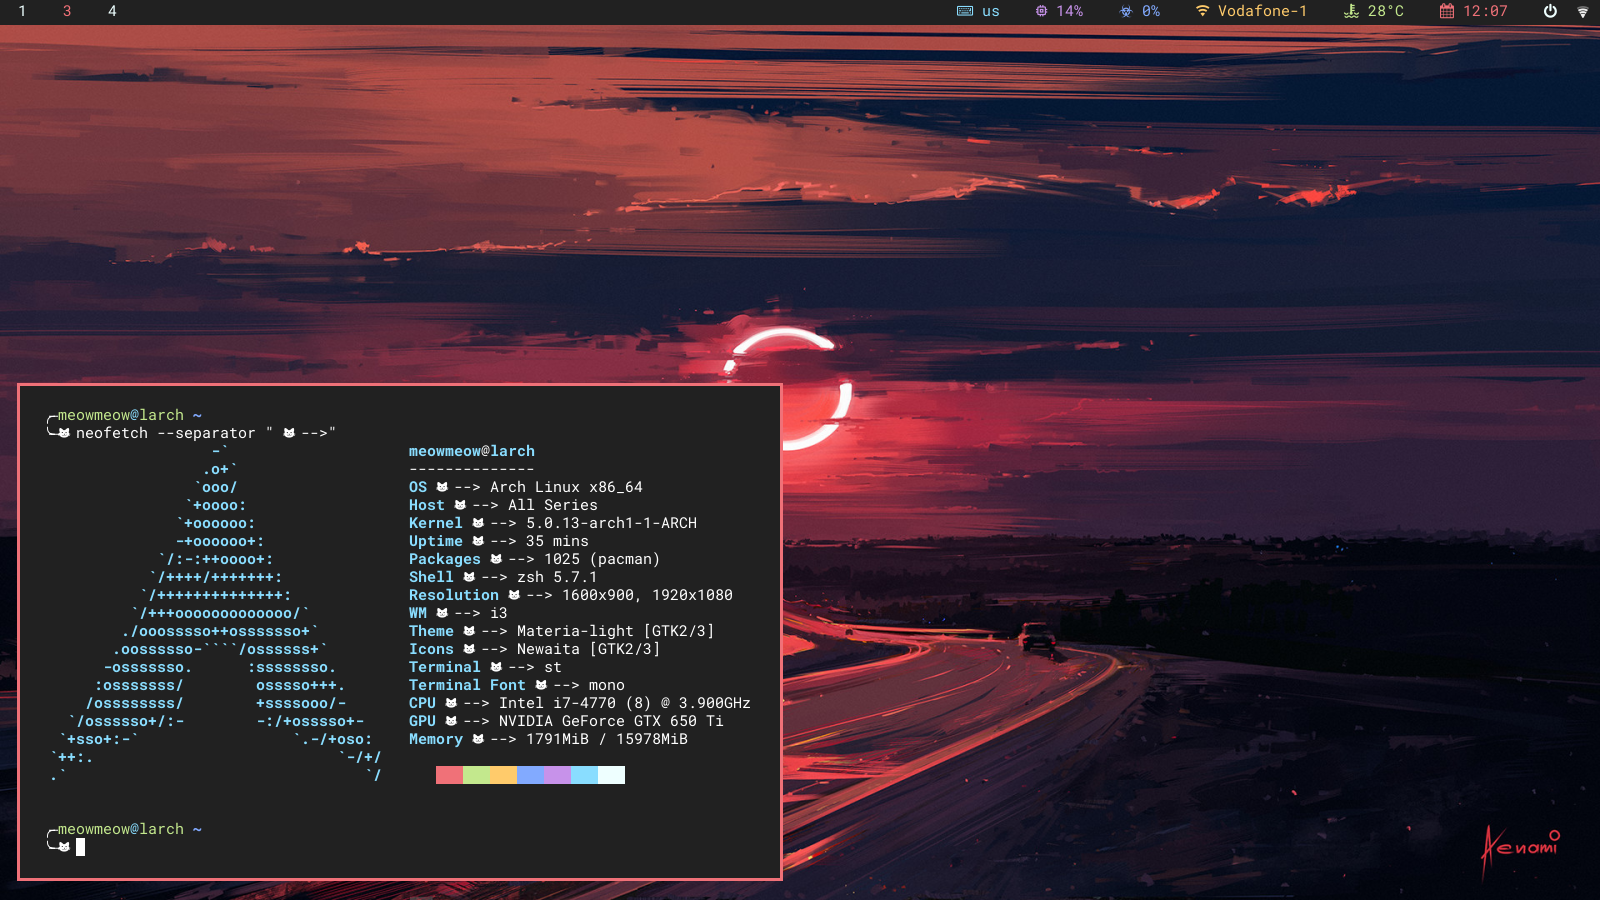 1 3 4 us 14% 0% Vodafone-1 28°C 12:07
meowmeow@larch ~
neofetch --separator " -->"
-` meowmeow@larch
.o+` --------------
`ooo/ OS --> Arch Linux x86_64
`+oooo: Host --> All Series
`+oooooo: Kernel --> 5.0.13-arch1-1-ARCH
-+oooooo+: Uptime --> 35 mins
`/:-:++oooo+: Packages --> 1025 (pacman)
`/++++/+++++++: Shell --> zsh 5.7.1
`/++++++++++++++: Resolution --> 1600x900, 1920x1080
`/+++ooooooooooooo/` WM --> i3
./ooosssso++osssssso+` Theme --> Materia-light [GTK2/3]
.oossssso-````/ossssss+` Icons --> Newaita [GTK2/3]
-osssssso. :ssssssso. Terminal --> st
:osssssss/ osssso+++. Terminal Font --> mono
/ossssssss/ +ssssooo/- CPU --> Intel i7-4770 (8) @ 3.900GHz
`/ossssso+/:- -:/+osssso+- GPU --> NVIDIA GeForce GTX 650 Ti
`+sso+:-` `.-/+oso: Memory --> 1791MiB / 15978MiB
`++:. `-/+/
.` `/
meowmeow@larch ~
Aenami